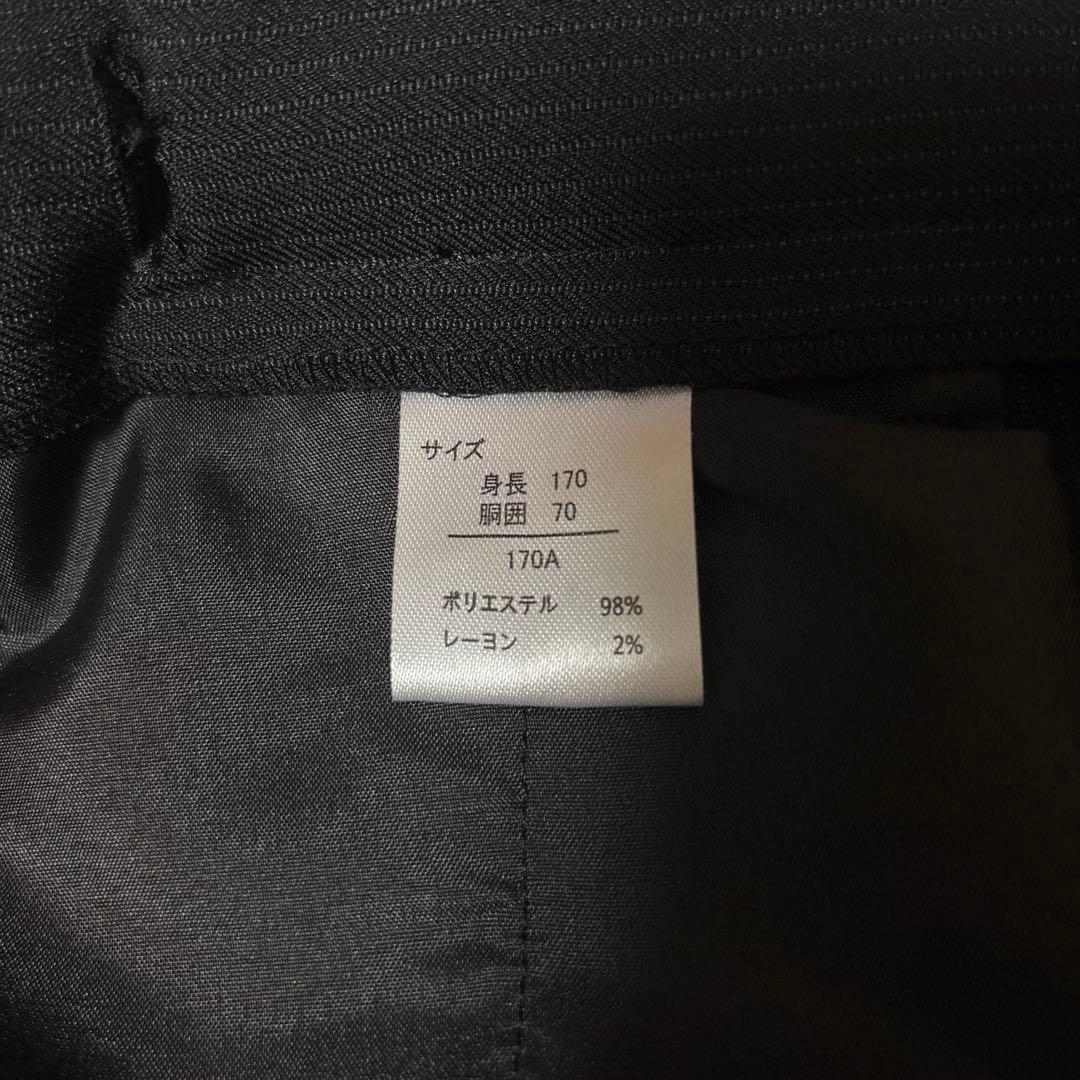 サイズ
身長 170
胴囲 70
170A
ポリエステル 98%
レーヨン 2%